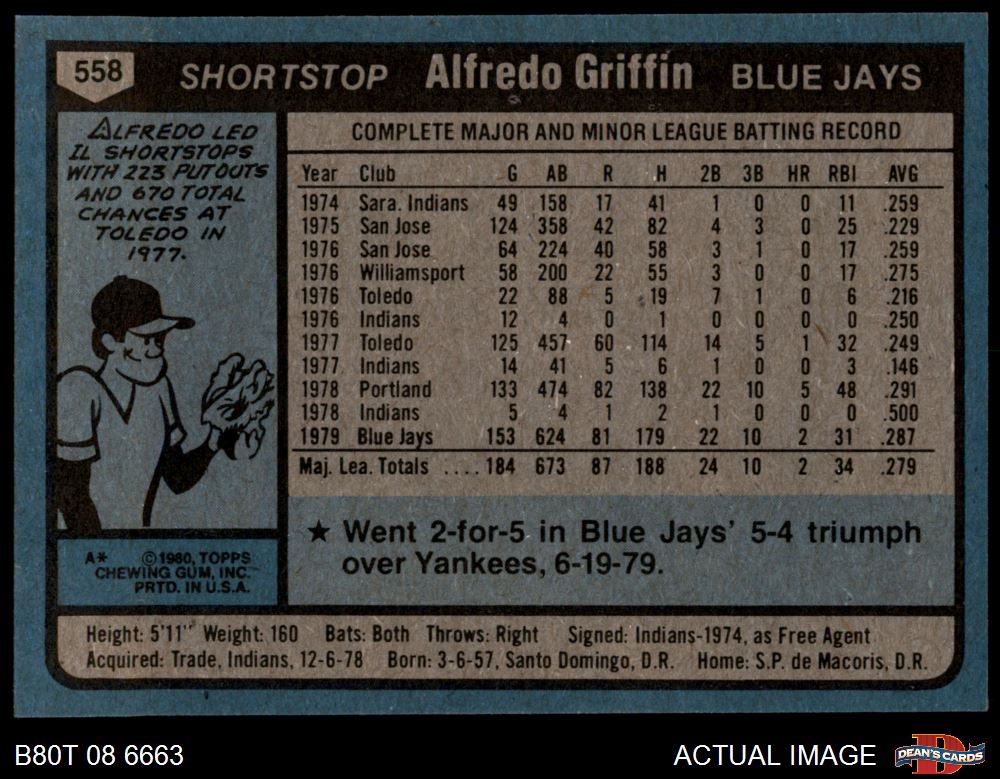 558 SHORTSTOP Alfredo Griffin BLUE JAYS
ALFREDO LED
IL SHORTSTOPS
WITH 223 PUTOUTS
AND 670 TOTAL
CHANCES AT
TOLEDO IN
1977.
COMPLETE MAJOR AND MINOR LEAGUE BATTING RECORD
Year Club G AB R H 2B 3B HR RBI AVG
1974 Sara. Indians 49 158 17 41 1 0 0 11 .259
1975 San Jose 124 358 42 82 4 3 0 25 .229
1976 San Jose 64 224 40 58 3 1 0 17 .259
1976 Williamsport 58 200 22 55 3 0 0 17 .275
1976 Toledo 22 88 5 19 7 1 0 6 .216
1976 Indians 12 4 0 1 0 0 0 0 .250
1977 Toledo 125 457 60 114 14 5 1 32 .249
1977 Indians 14 41 5 6 1 0 0 3 .146
1978 Portland 133 474 82 138 22 10 5 48 .291
1978 Indians 5 4 1 2 1 0 0 0 .500
1979 Blue Jays 153 624 81 179 22 10 2 31 .287
Maj. Lea. Totals .... 184 673 87 188 24 10 2 34 .279
★ Went 2-for-5 in Blue Jays' 5-4 triumph
over Yankees, 6-19-79.
A* ©1980, TOPPS
CHEWING GUM, INC.
PRTD. IN U.S.A.
Height: 5'11" Weight: 160 Bats: Both Throws: Right Signed: Indians-1974, as Free Agent
Acquired: Trade, Indians, 12-6-78 Born: 3-6-57, Santo Domingo, D.R. Home: S.P. de Macoris, D.R.
B80T 08 6663 ACTUAL IMAGE DEAN'S CARDS